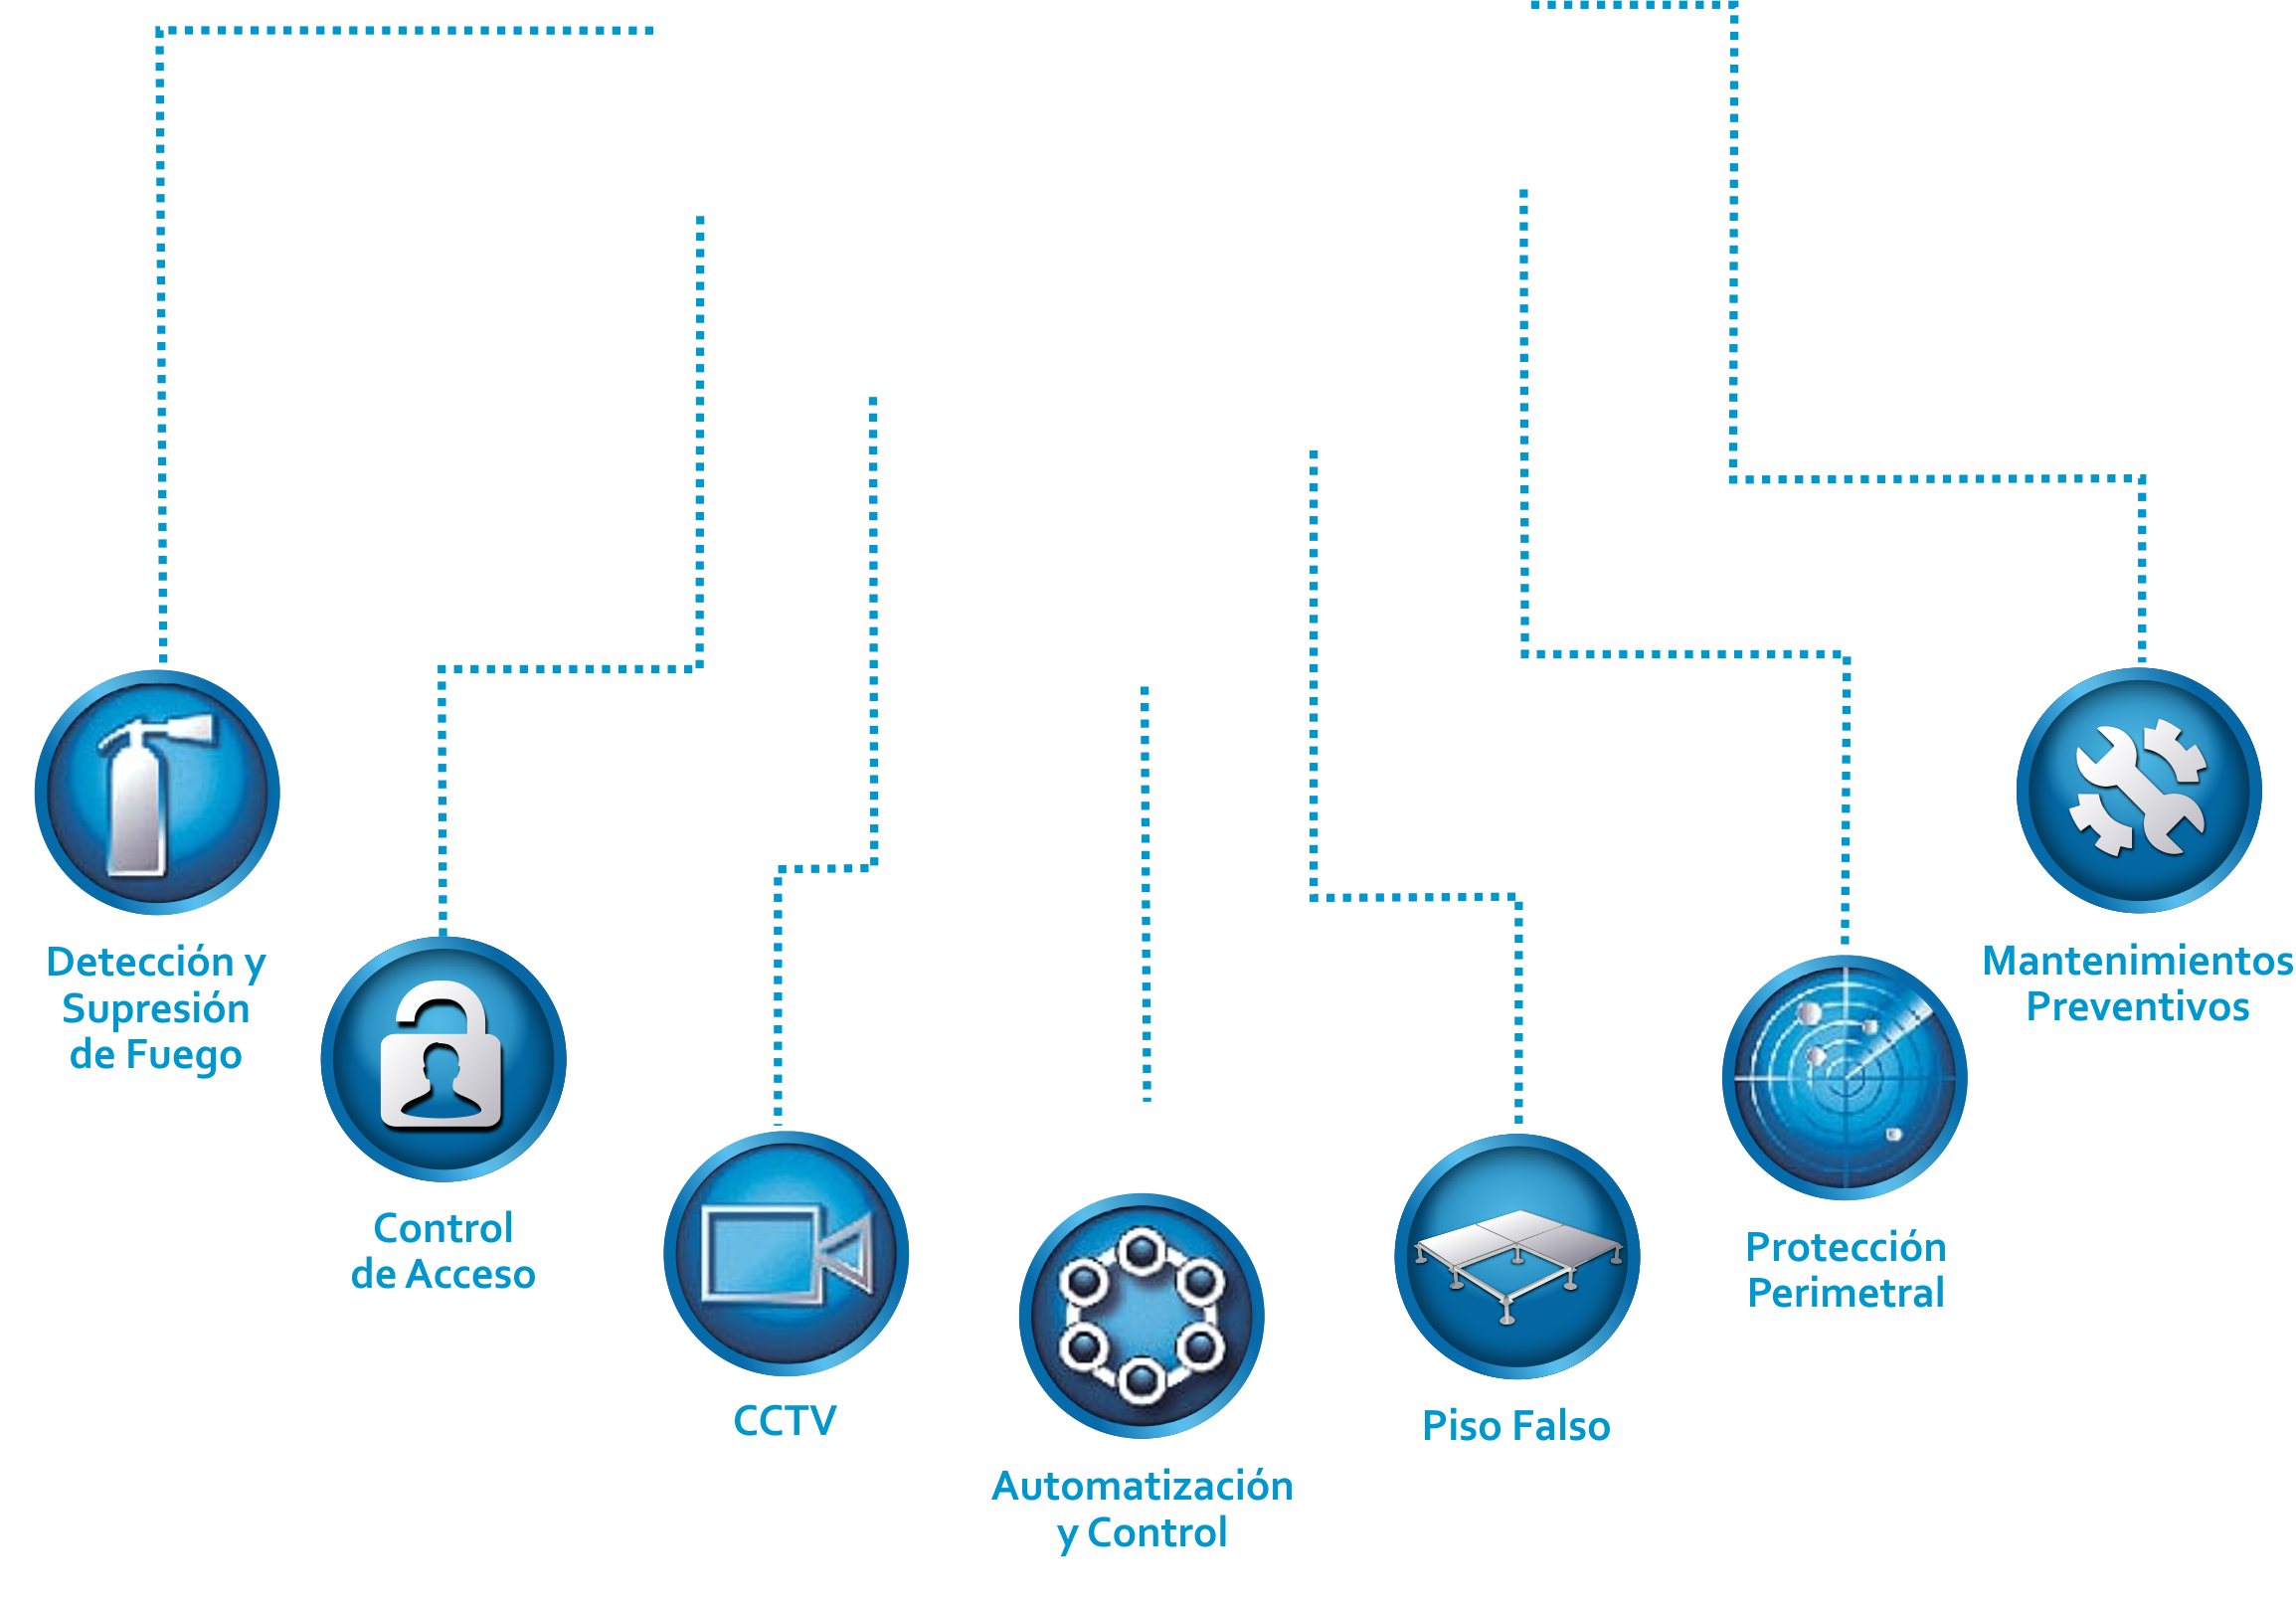 Detección y
Supresión
de Fuego
Control
de Acceso
CCTV
Automatización
y Control
Piso Falso
Protección
Perimetral
Mantenimientos
Preventivos